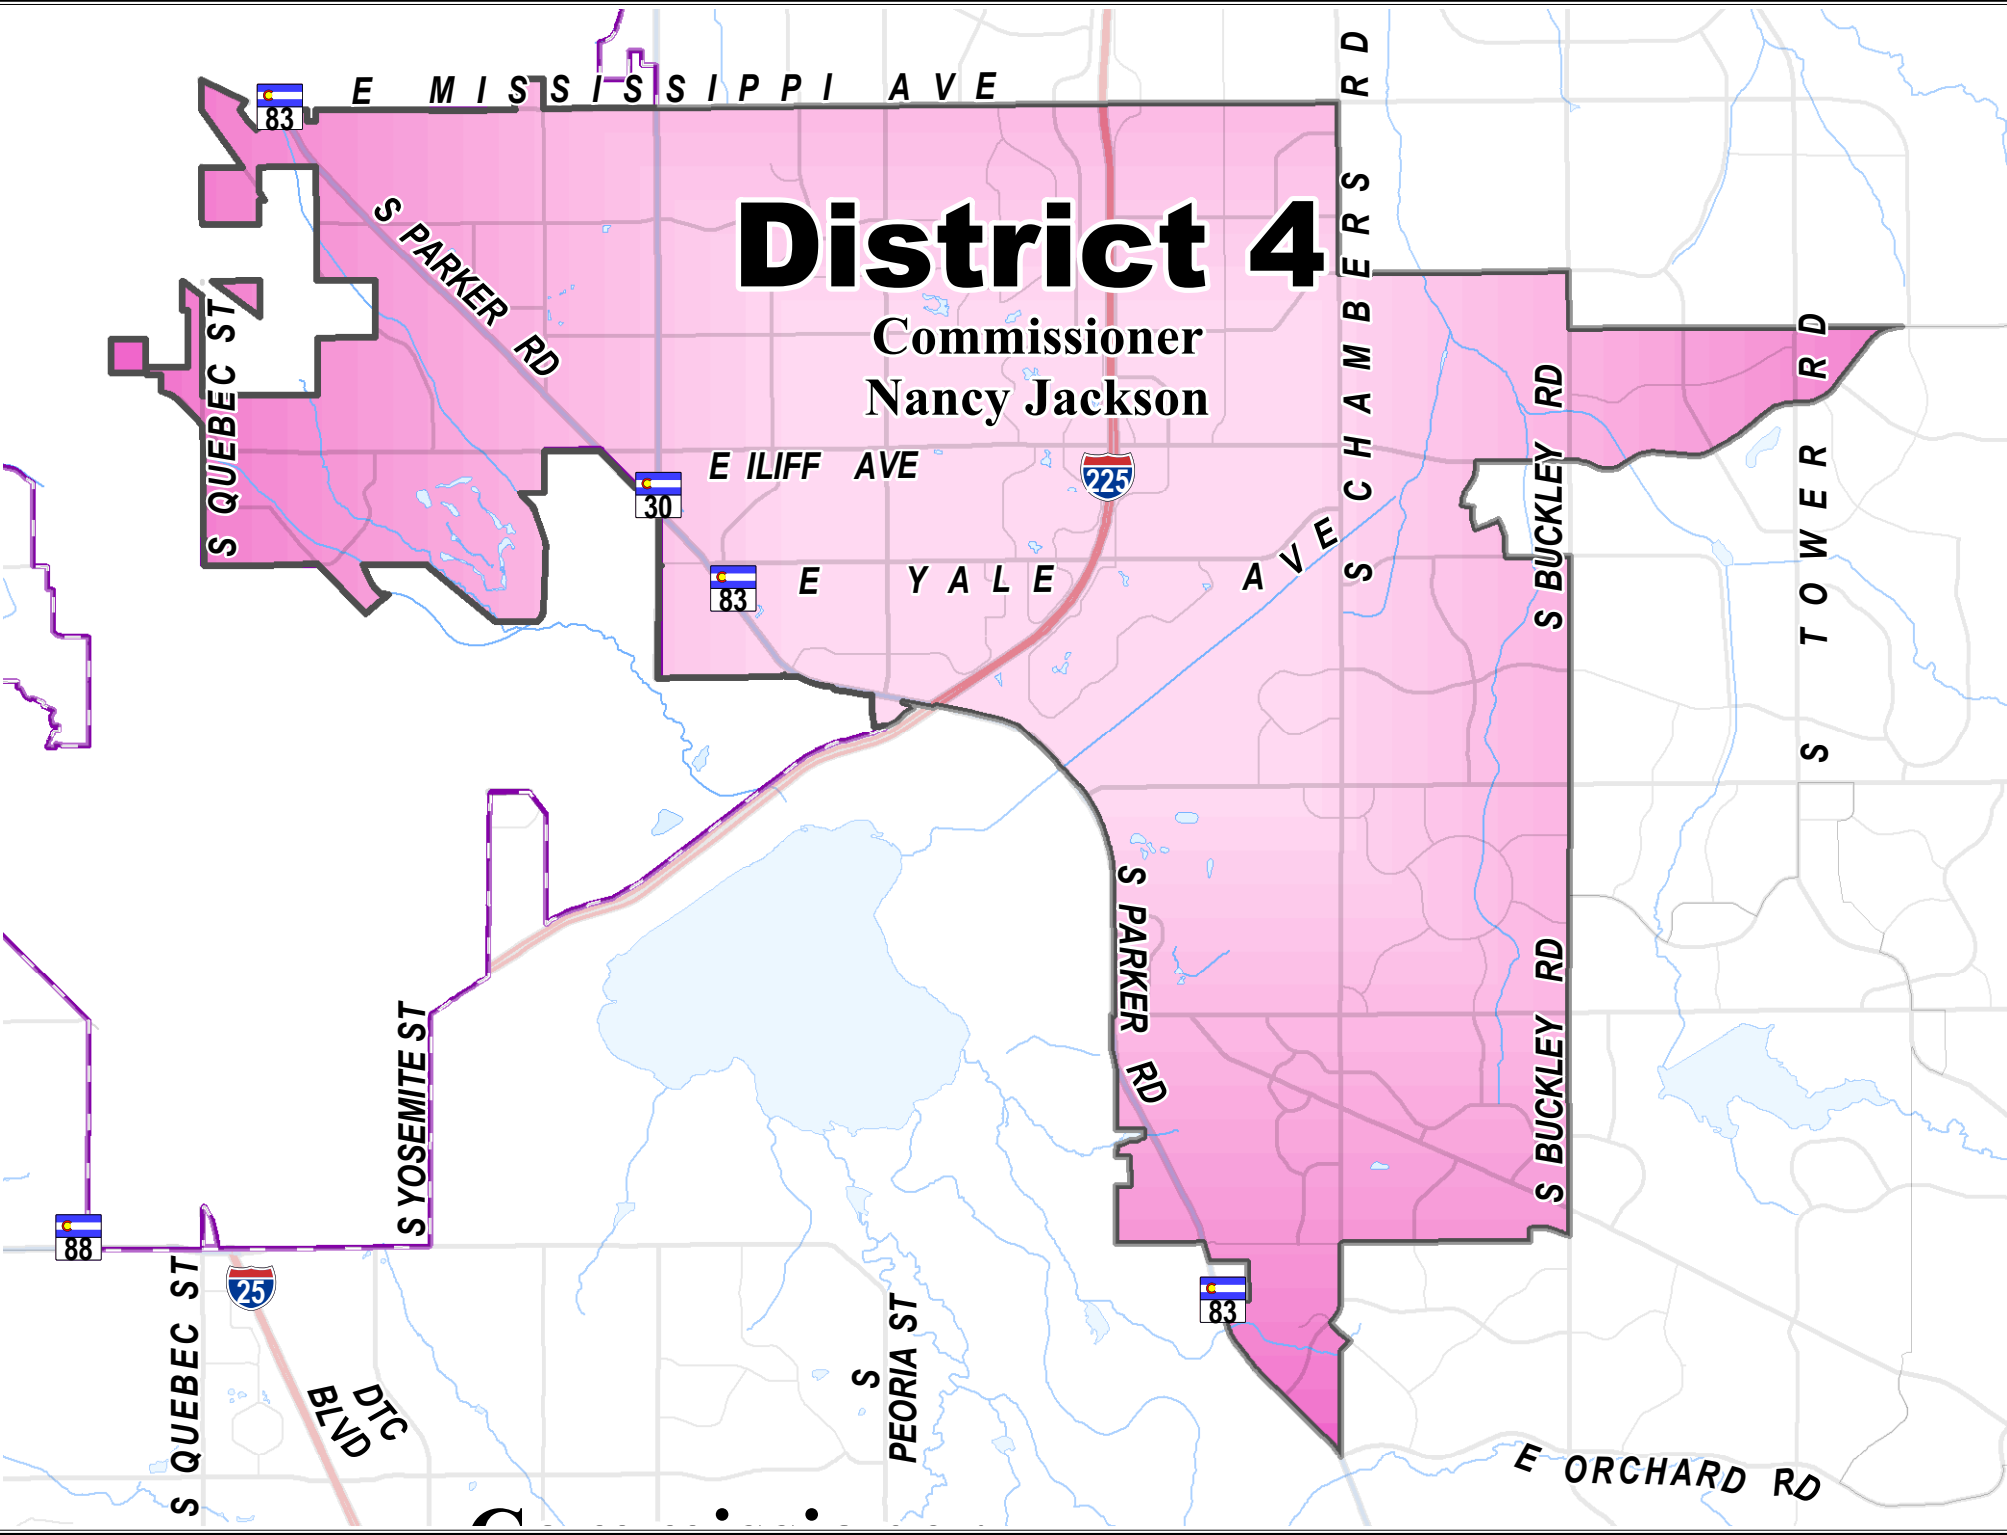 E MISSISSIPPI AVE
83
S CHAMBERS RD
S PARKER RD
District 4
Commissioner
Nancy Jackson
S QUEBEC ST
S BUCKLEY RD
S TOWER RD
E ILIFF AVE
225
30
E YALE AVE
83
S PARKER RD
S BUCKLEY RD
S BUCKLEY RD
S YOSEMITE ST
88
25
83
S QUEBEC ST
DTC
BLVD
S
PEORIA ST
E ORCHARD RD